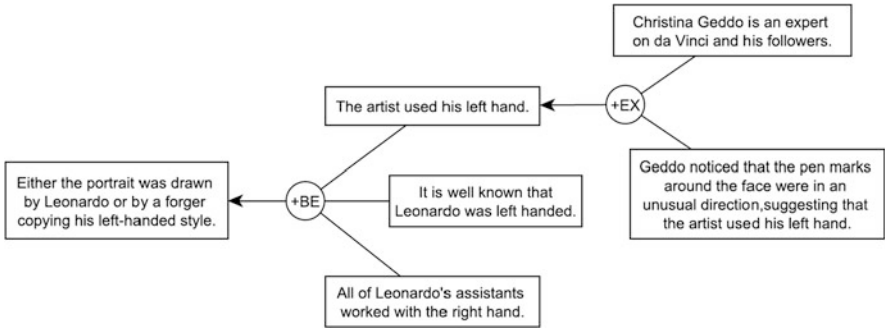 Christina Geddo is an expert
on da Vinci and his followers.
The artist used his left hand.
+EX
Either the portrait was drawn
by Leonardo or by a forger
copying his left-handed style.
+BE
It is well known that
Leonardo was left handed.
Geddo noticed that the pen marks
around the face were in an
unusual direction,suggesting that
the artist used his left hand.
All of Leonardo's assistants
worked with the right hand.